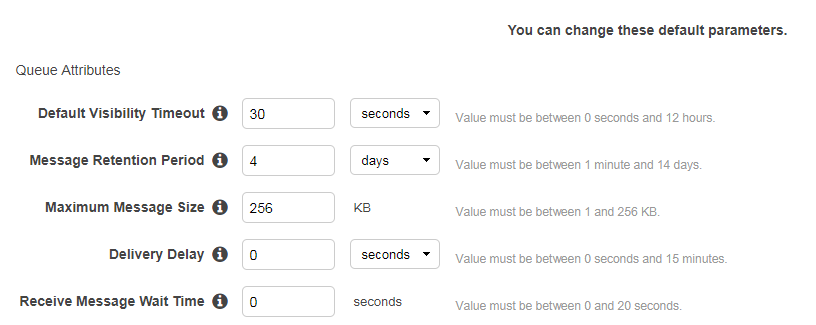 You can change these default parameters.
Queue Attributes
Default Visibility Timeout 30 seconds Value must be between 0 seconds and 12 hours.
Message Retention Period 4 days Value must be between 1 minute and 14 days.
Maximum Message Size 256 KB Value must be between 1 and 256 KB.
Delivery Delay 0 seconds Value must be between 0 seconds and 15 minutes.
Receive Message Wait Time 0 seconds Value must be between 0 and 20 seconds.